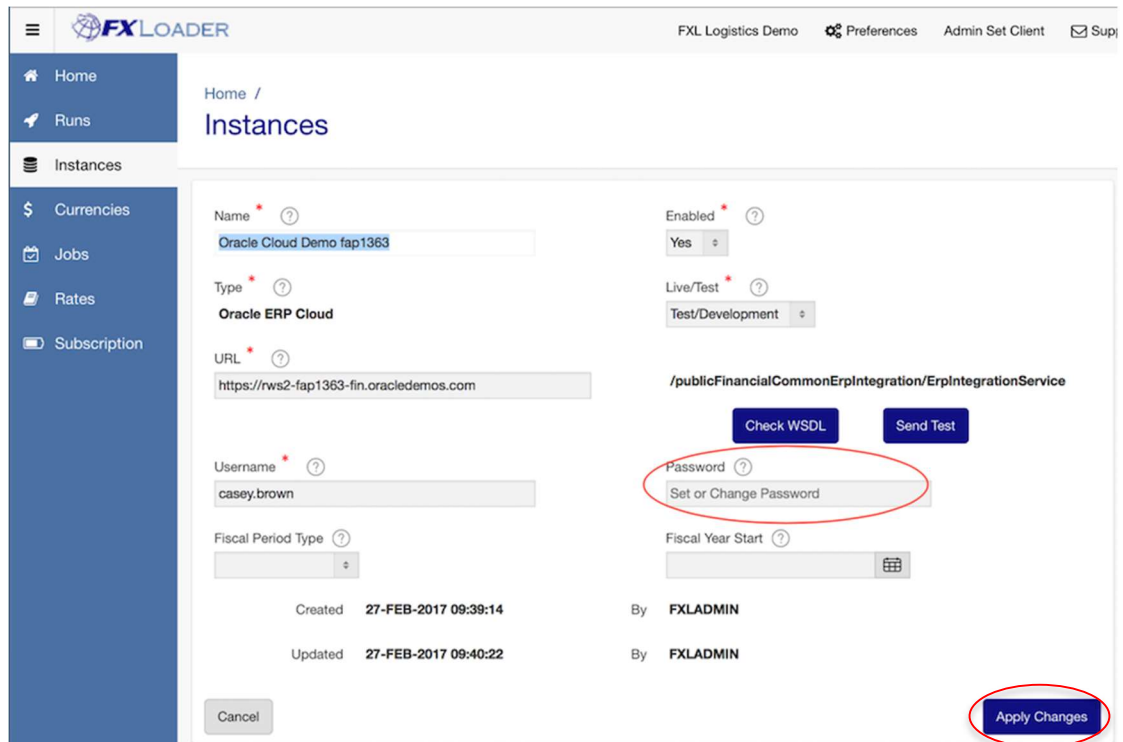 FXLOADER
FXL Logistics Demo Preferences Admin Set Client Supp
Home
Runs
Instances
Currencies
Jobs
Rates
Subscription
Home /
Instances
Name * ?
Oracle Cloud Demo fap1363
Enabled * ?
Yes
Type * ?
Oracle ERP Cloud
Live/Test * ?
Test/Development
URL * ?
https://rws2-fap1363-fin.oracledemos.com
/publicFinancialCommonErpIntegration/ErpIntegrationService
Check WSDL Send Test
Username * ?
casey.brown
Password ?
Set or Change Password
Fiscal Period Type ?
Fiscal Year Start ?
Created 27-FEB-2017 09:39:14 By FXLADMIN
Updated 27-FEB-2017 09:40:22 By FXLADMIN
Cancel Apply Changes